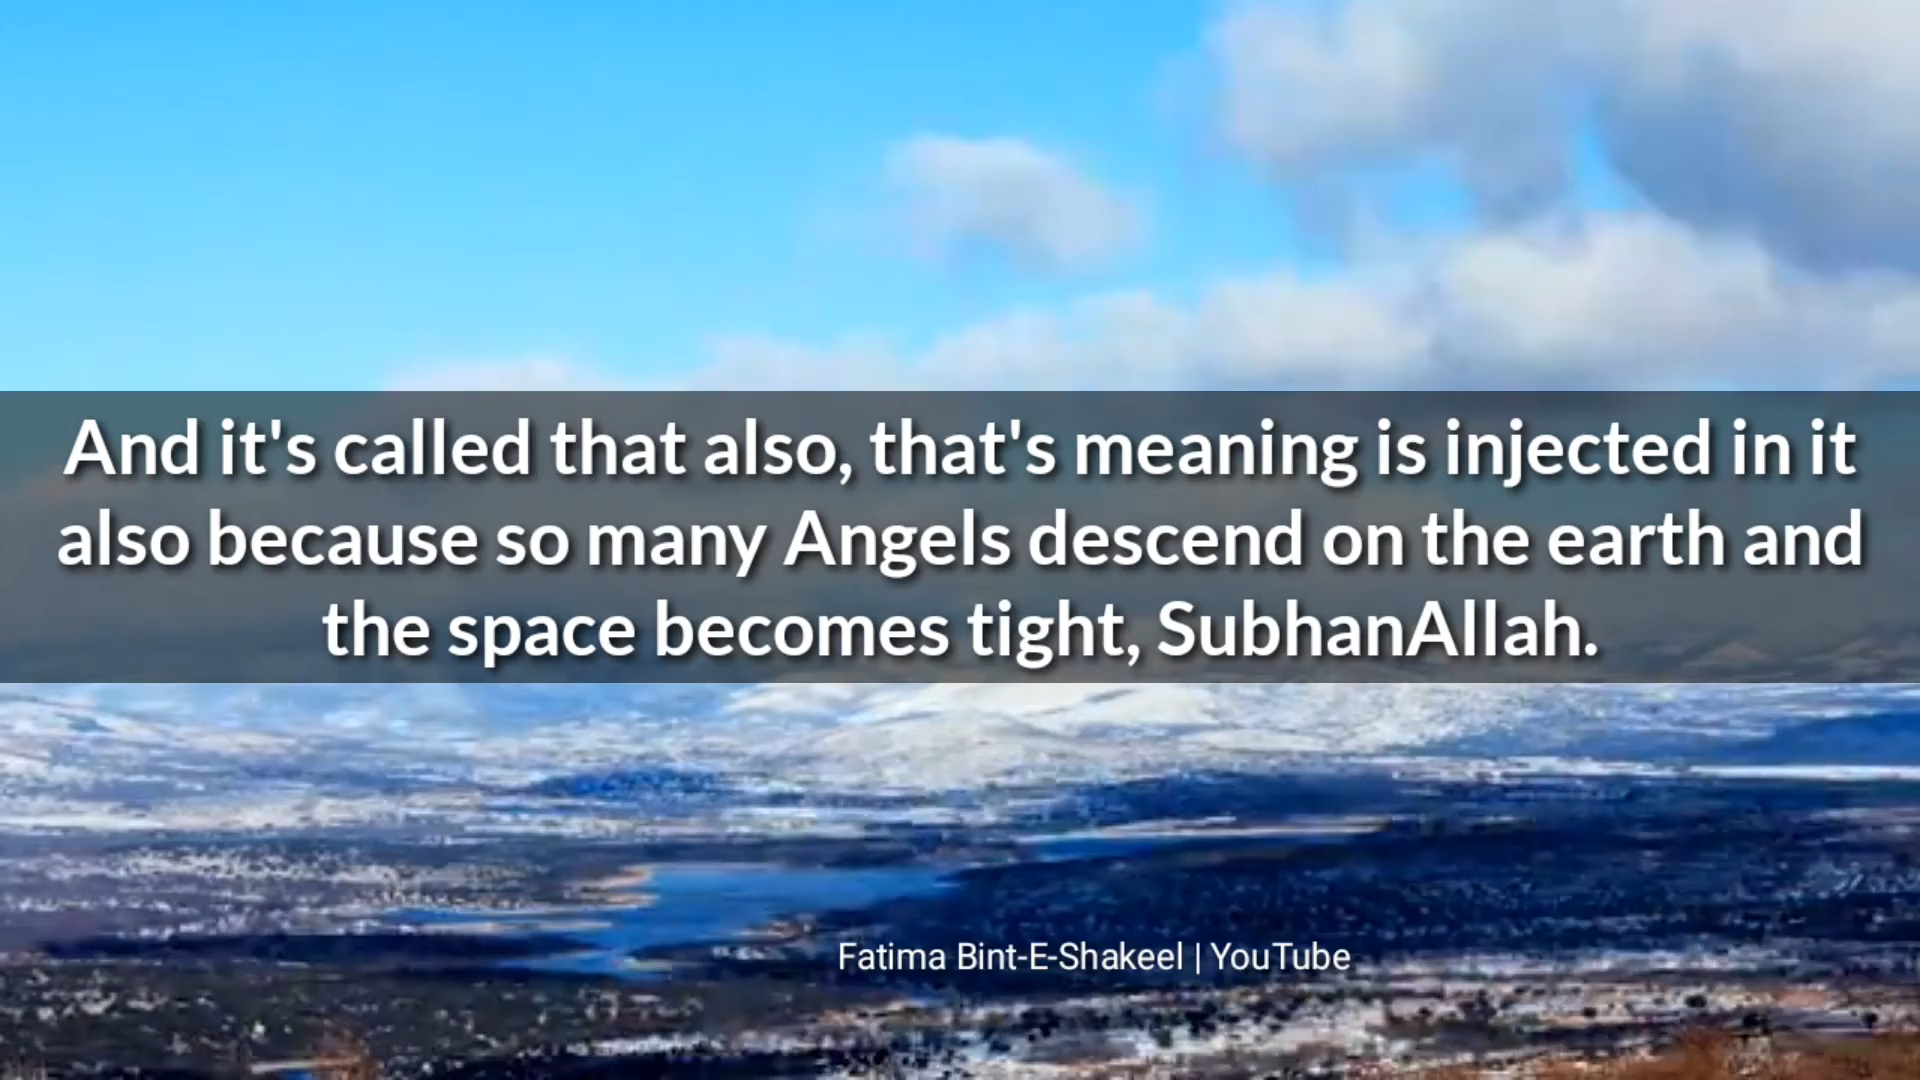 And it's called that also, that's meaning is injected in it
also because so many Angels descend on the earth and
the space becomes tight, SubhanAllah.
Fatima Bint-E-Shakeel | YouTube